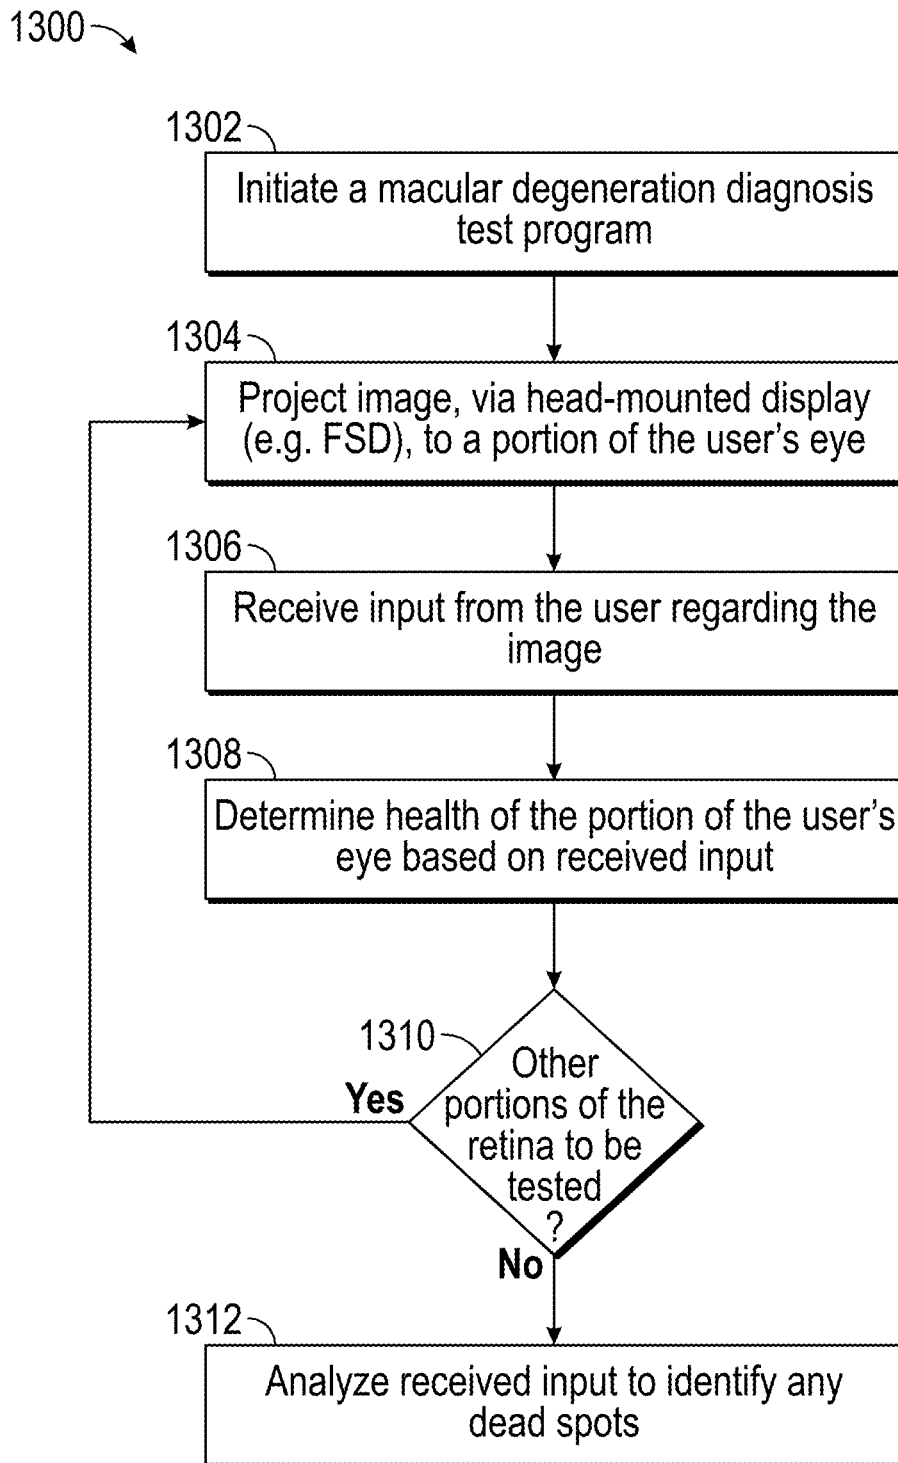 1300
1302
Initiate a macular degeneration diagnosis
test program
1304
Project image, via head-mounted display
(e.g. FSD), to a portion of the user's eye
1306
Receive input from the user regarding the
image
1308
Determine health of the portion of the user's
eye based on received input
1310
Other
portions of the
retina to be
tested
?
Yes
No
1312
Analyze received input to identify any
dead spots